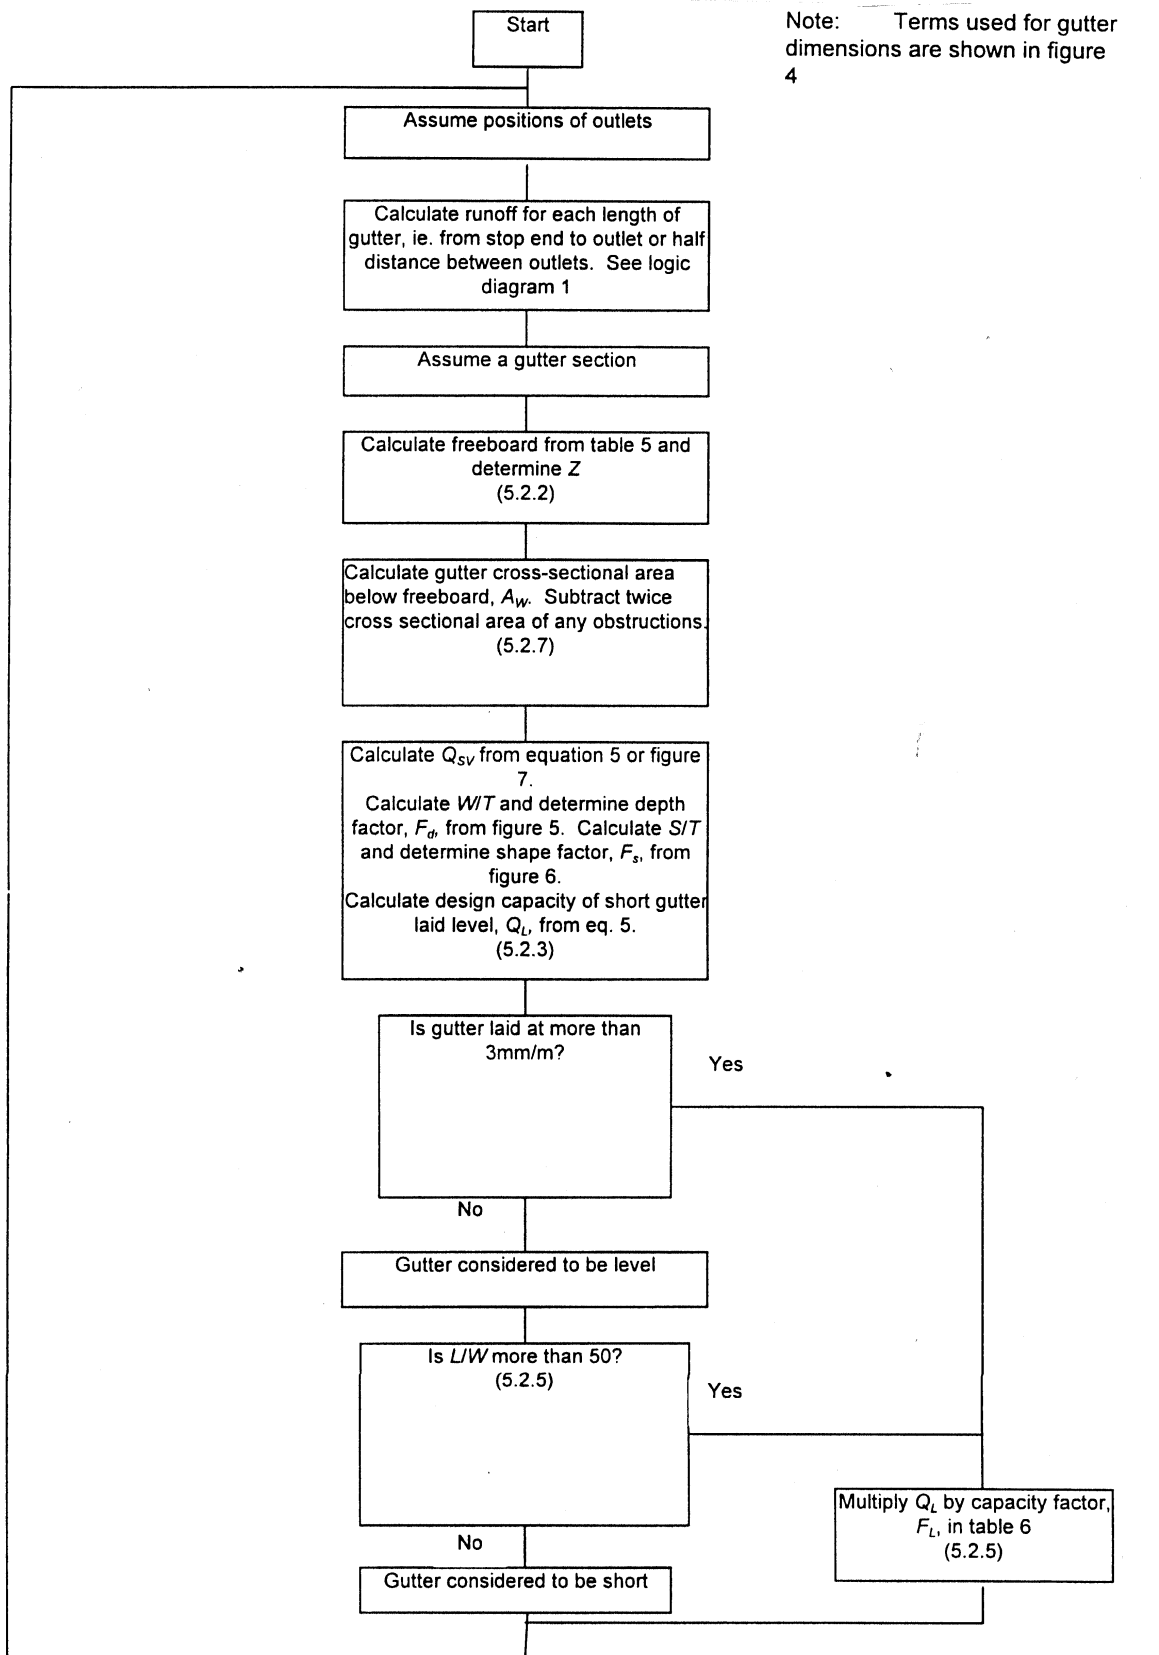 Start
Note: Terms used for gutter
dimensions are shown in figure
4
Assume positions of outlets
Calculate runoff for each length of
gutter, ie. from stop end to outlet or half
distance between outlets. See logic
diagram 1
Assume a gutter section
Calculate freeboard from table 5 and
determine Z
(5.2.2)
Calculate gutter cross-sectional area
below freeboard, AW. Subtract twice
cross sectional area of any obstructions.
(5.2.7)
Calculate QSV from equation 5 or figure
7.
Calculate W/T and determine depth
factor, Fd, from figure 5. Calculate S/T
and determine shape factor, Fs, from
figure 6.
Calculate design capacity of short gutter
laid level, QL, from eq. 5.
(5.2.3)
Is gutter laid at more than
3mm/m?
Yes
No
Gutter considered to be level
Is L/W more than 50?
(5.2.5)
Yes
Multiply QL by capacity factor,
FL, in table 6
(5.2.5)
No
Gutter considered to be short